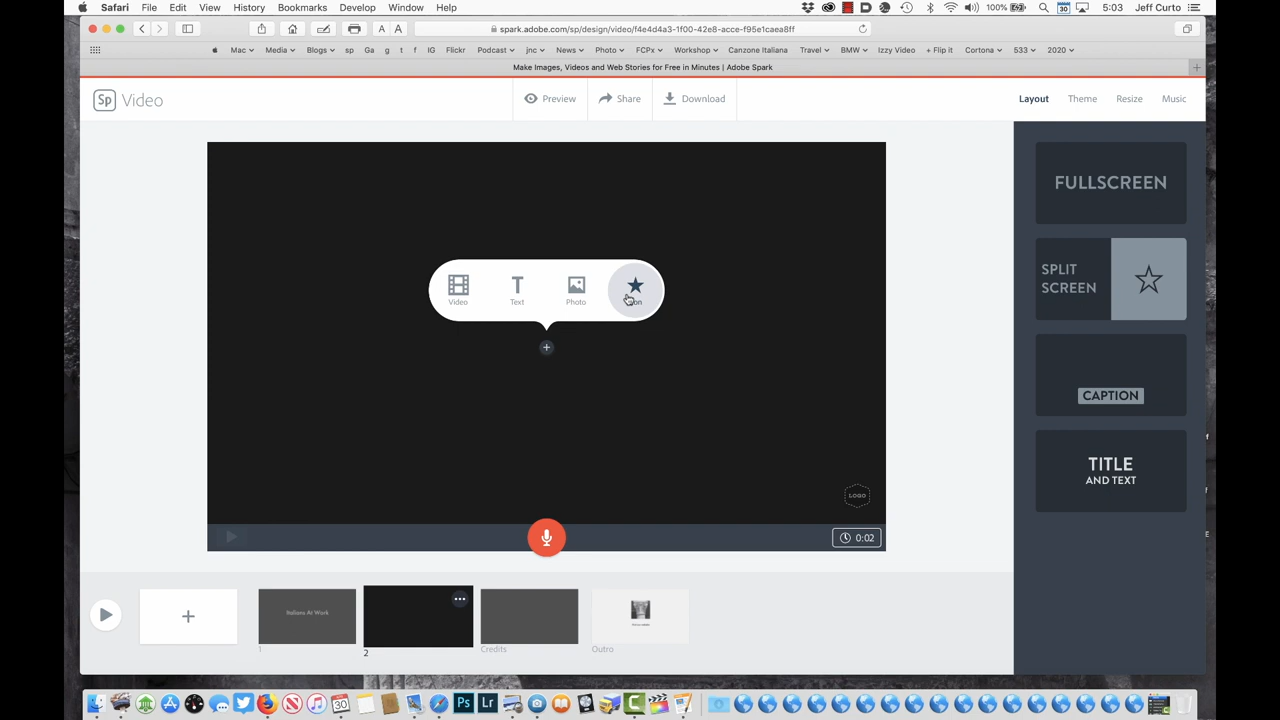 Safari File Edit View History Bookmarks Develop Window Help 100% 30 5:03 Jeff Curto
A A spark.adobe.com/sp/design/video/f4e4d4a3-1f00-42e8-acce-f95e1caea8ff
Mac Media Blogs sp Ga g t f IG Flickr Podcast jnc News Photo FCPx Workshop Canzone Italiana Travel BMW Izzy Video + Flip it Cortona 533 2020
Make Images, Videos and Web Stories for Free in Minutes | Adobe Spark
Sp Video Preview Share Download Layout Theme Resize Music
FULLSCREEN
SPLIT
SCREEN
Video Text Photo
CAPTION
TITLE
AND TEXT
LOGO
0:02
Italians At Work
1 2 Credits Outro
30 Ps Lr